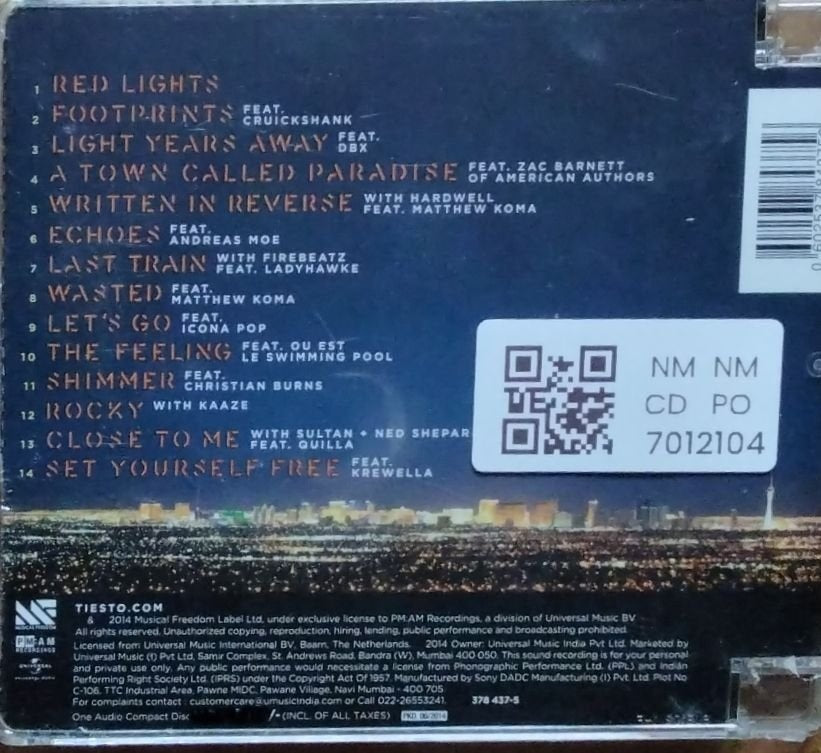 1 RED LIGHTS
2 FOOTPRINTS FEAT. CRUICKSHANK
3 LIGHT YEARS AWAY FEAT. DBX
4 A TOWN CALLED PARADISE FEAT. ZAC BARNETT OF AMERICAN AUTHORS
5 WRITTEN IN REVERSE WITH HARDWELL FEAT. MATTHEW KOMA
6 ECHOES FEAT. ANDREAS MOE
7 LAST TRAIN WITH FIREBEATZ FEAT. LADYHAWKE
8 WASTED FEAT. MATTHEW KOMA
9 LET'S GO FEAT. ICONA POP
10 THE FEELING FEAT. OU EST LE SWIMMING POOL
11 SHIMMER FEAT. CHRISTIAN BURNS
12 ROCKY WITH KAAZE
13 CLOSE TO ME WITH SULTAN + NED SHEPAR FEAT. QUILLA
14 SET YOURSELF FREE FEAT. KREWELLA
NM NM
CD PO
7012104
MUSICAL FREEDOM
PM:AM
RECORDINGS
UNIVERSAL
TIESTO.COM
& 2014 Musical Freedom Label Ltd, under exclusive license to PM:AM Recordings, a division of Universal Music BV
All rights reserved. Unauthorized copying, reproduction, hiring, lending, public performance and broadcasting prohibited.
Licensed from Universal Music International BV, Baarn, The Netherlands. 2014 Owner: Universal Music India Pvt Ltd. Marketed by
Universal Music (I) Pvt Ltd, Samir Complex, St. Andrews Road, Bandra (W), Mumbai 400 050. This sound recording is for your personal
and private use only. Any public performance would necessitate a license from Phonographic Performance Ltd. (PPL) and Indian
Performing Right Society Ltd. (IPRS) under the Copyright Act Of 1957. Manufactured by Sony DADC Manufacturing (I) Pvt. Ltd. Plot No
C-106, TTC Industrial Area, Pawne MIDC, Pawane Village, Navi Mumbai - 400 705
For complaints contact : customercare@umusicindia.com or Call 022-26553241. 378 437-5
One Audio Compact Disc /- (INCL. OF ALL TAXES) PKD. 06/2014